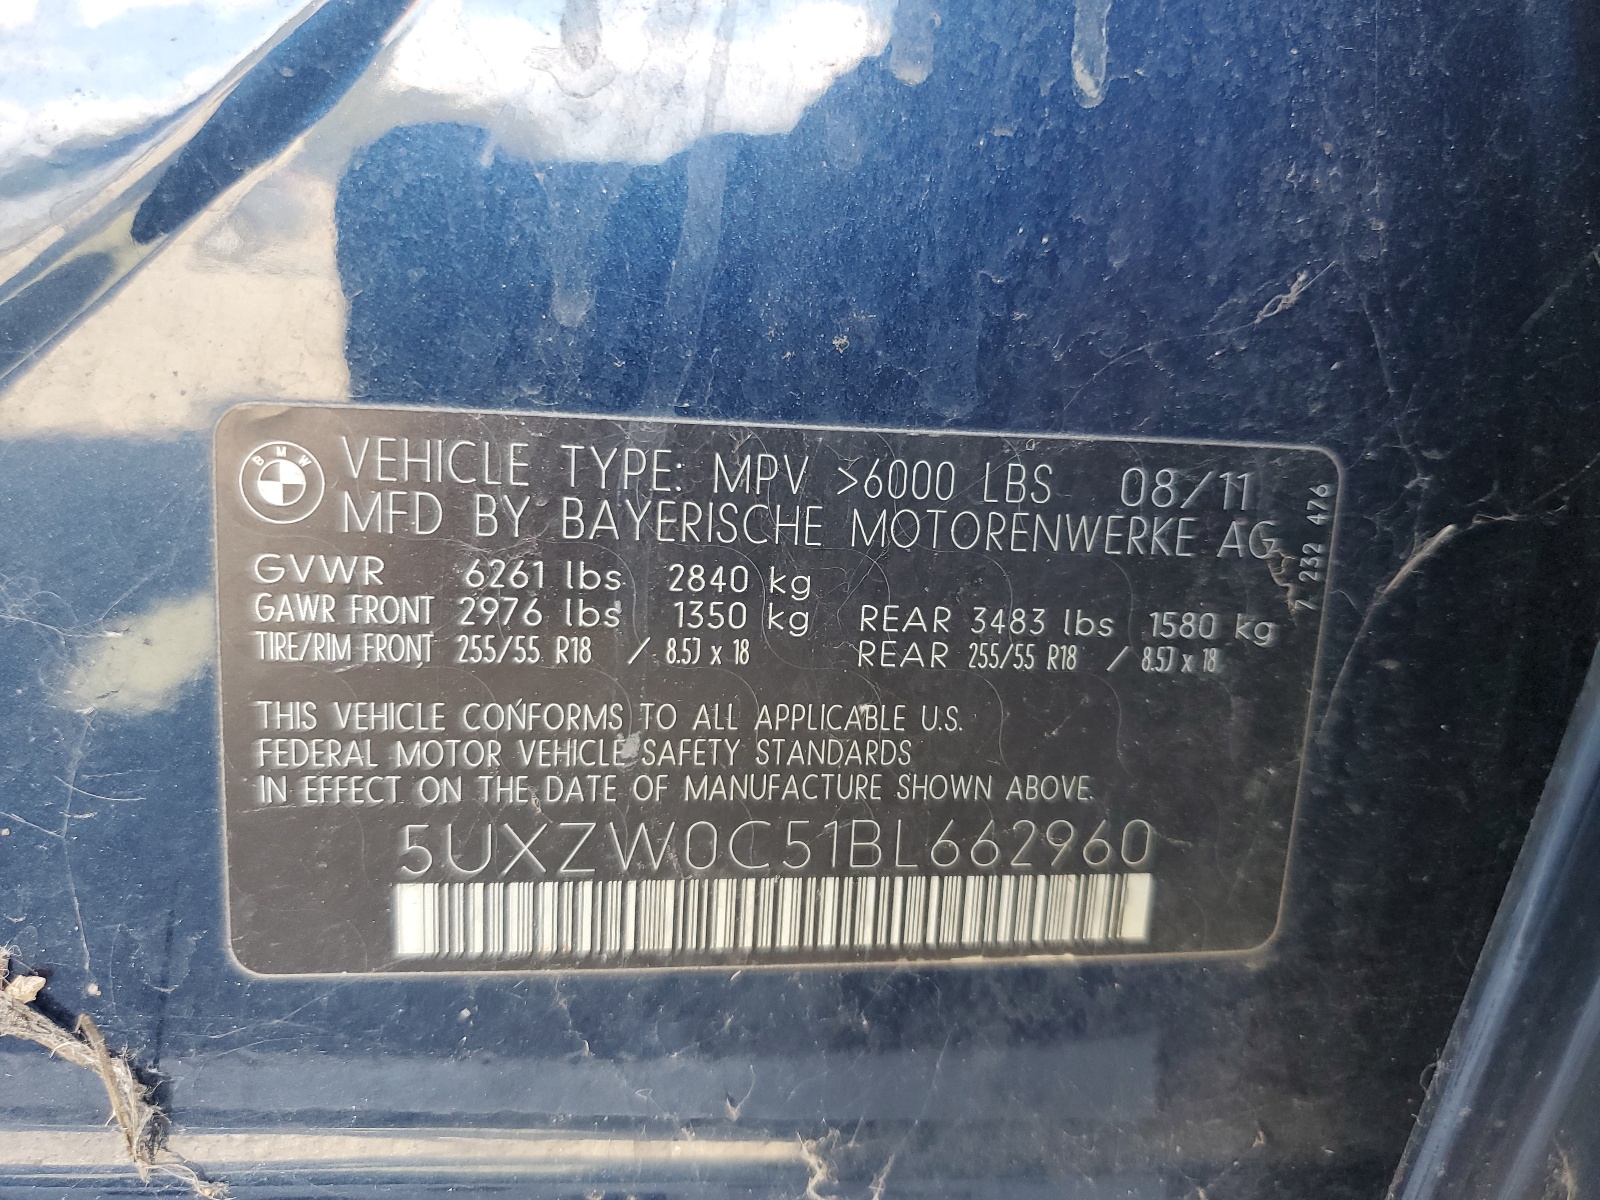 BMW
VEHICLE TYPE: MPV >6000 LBS 08/11
MFD BY BAYERISCHE MOTORENWERKE AG
7 232 476
GVWR 6261 lbs 2840 kg
GAWR FRONT 2976 lbs 1350 kg REAR 3483 lbs 1580 kg
TIRE/RIM FRONT 255/55 R18 / 8.5J x 18 REAR 255/55 R18 / 8.5J x 18
THIS VEHICLE CONFORMS TO ALL APPLICABLE U.S.
FEDERAL MOTOR VEHICLE SAFETY STANDARDS
IN EFFECT ON THE DATE OF MANUFACTURE SHOWN ABOVE.
5UXZW0C51BL662960